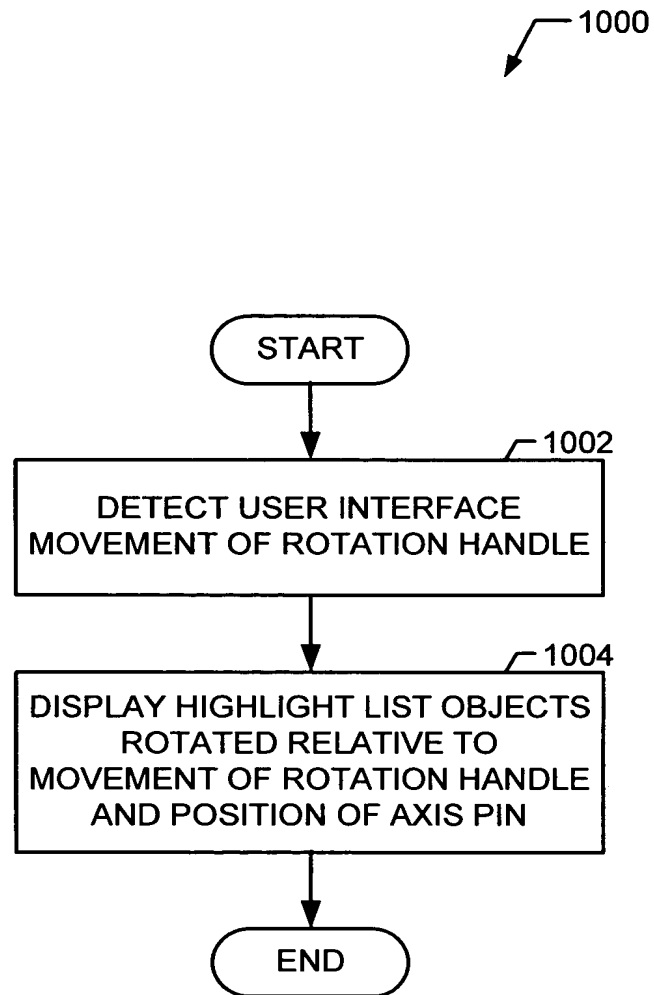 1000
START
1002
DETECT USER INTERFACE
MOVEMENT OF ROTATION HANDLE
1004
DISPLAY HIGHLIGHT LIST OBJECTS
ROTATED RELATIVE TO
MOVEMENT OF ROTATION HANDLE
AND POSITION OF AXIS PIN
END